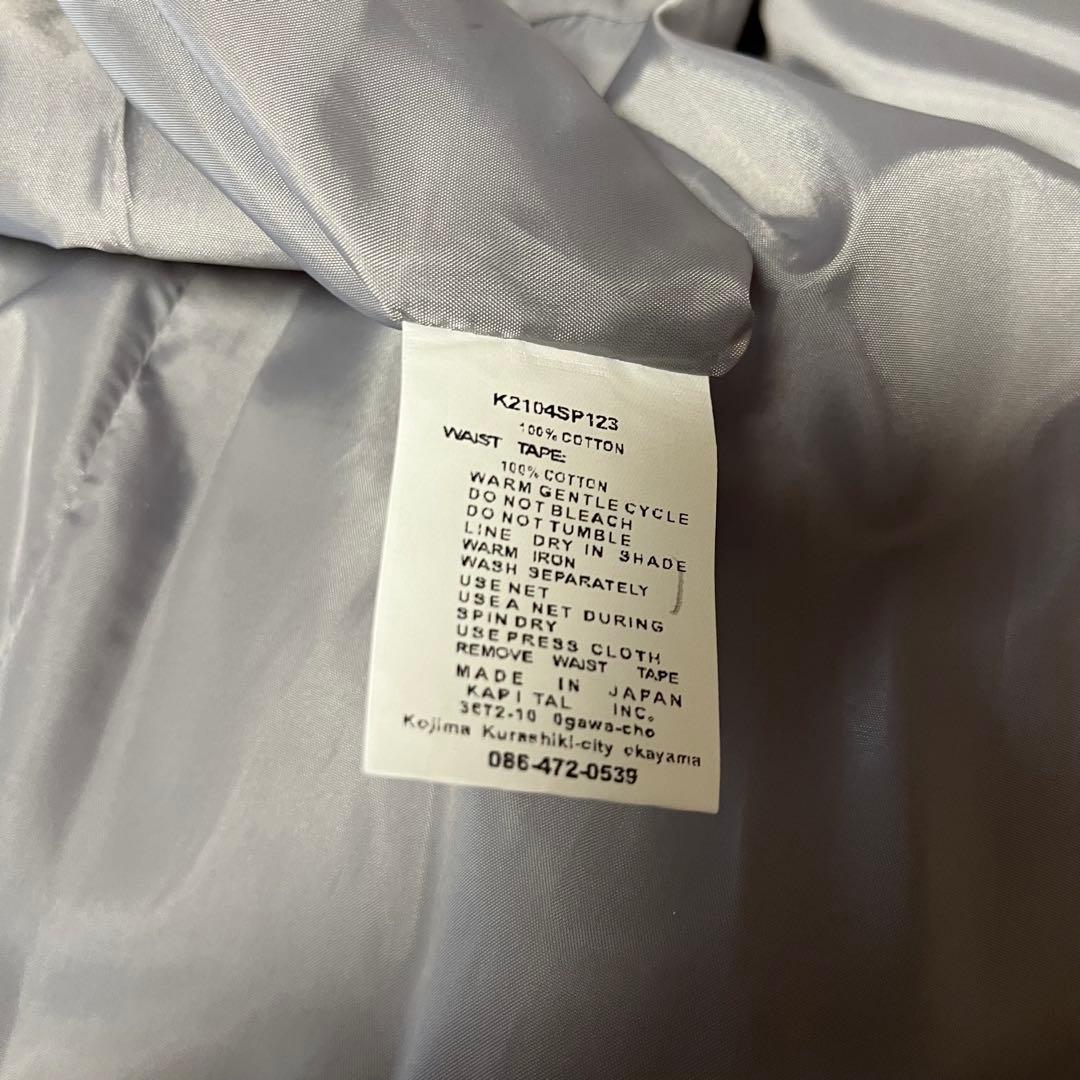 K2104SP123
100% COTTON
WAIST TAPE:
100% COTTON
WARM GENTLE CYCLE
DO NOT BLEACH
DO NOT TUMBLE
LINE DRY IN SHADE
WARM IRON
WASH SEPARATELY
USE NET
USE A NET DURING
SPIN DRY
USE PRESS CLOTH
REMOVE WAIST TAPE
MADE IN JAPAN
KAPITAL INC。
Ogawa-cho
Kojima Kurashiki-city okayama
086-472-0539